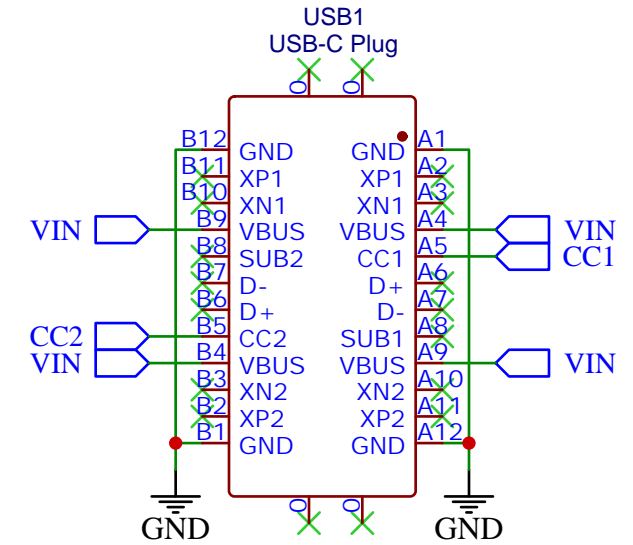 USB1
USB-C Plug
0 0
B12 GND GND A1
B11 XP1 XP1 A2
B10 XN1 XN1 A3
VIN B9 VBUS VBUS A4 VIN
B8 SUB2 CC1 A5 CC1
B7 D- D+ A6
B6 D+ D- A7
CC2 B5 CC2 SUB1 A8
VIN B4 VBUS VBUS A9 VIN
B3 XN2 XN2 A10
B2 XP2 XP2 A11
B1 GND GND A12
0 0
GND GND